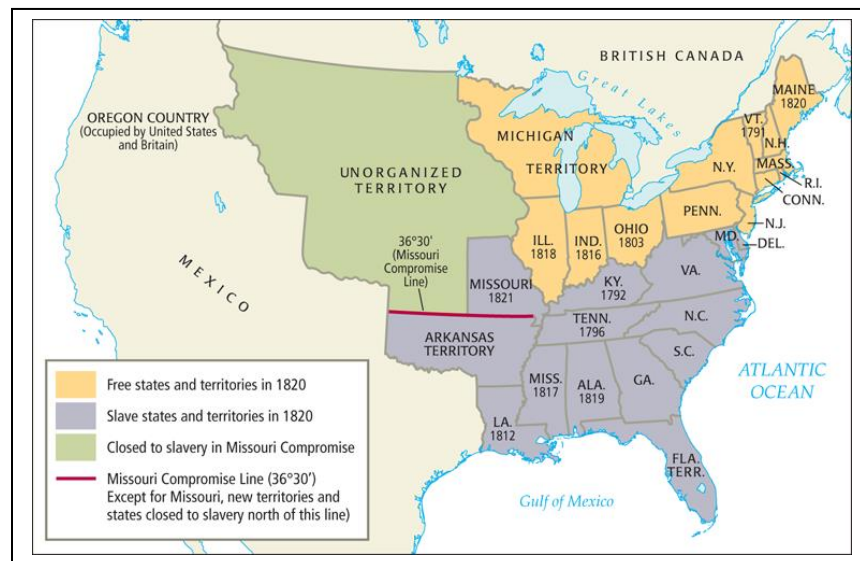 BRITISH CANADA
Great Lakes
OREGON COUNTRY
(Occupied by United States
and Britain)
MAINE
1820
VT.
1791
N.H.
MICHIGAN
TERRITORY
N.Y.
MASS.
R.I.
CONN.
UNORGANIZED
TERRITORY
PENN.
N.J.
OHIO
1803
ILL.
1818
IND.
1816
MD.
DEL.
36°30'
(Missouri
Compromise
Line)
MISSOURI
1821
VA.
KY.
1792
MEXICO
N.C.
TENN.
1796
ARKANSAS
TERRITORY
S.C.
ATLANTIC
OCEAN
MISS.
1817
ALA.
1819
GA.
LA.
1812
FLA.
TERR.
Gulf of Mexico
Free states and territories in 1820
Slave states and territories in 1820
Closed to slavery in Missouri Compromise
Missouri Compromise Line (36°30')
Except for Missouri, new territories and
states closed to slavery north of this line)